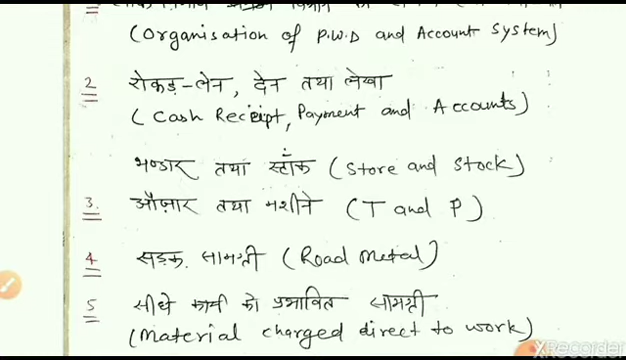 (Organisation of P.W.D and Account System)
2 रोकड़-लेन, देन तथा लेखा
(Cash Receipt, Payment and Accounts)
भण्डार तथा स्टॉक (Store and Stock)
3. औज़ार तथा मशीने (T and P)
4 सड़क सामग्री (Road Metal)
5 सीधे कार्य को प्रभावित सामग्री
(Material charged direct to work)
XRecorder